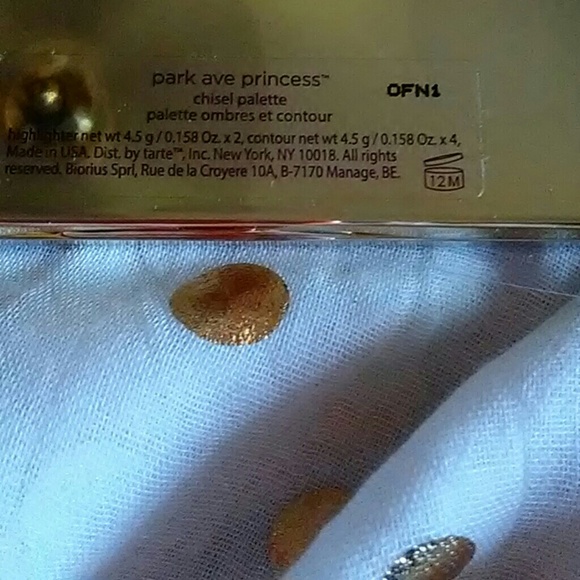 park ave princess™
OFN1
chisel palette
palette ombres et contour
highlighter net wt 4.5 g / 0.158 Oz. x 2, contour net wt 4.5 g / 0.158 Oz. x 4,
Made in USA. Dist. by tarte™, Inc. New York, NY 10018. All rights
reserved. Biorius Sprl, Rue de la Croyere 10A, B-7170 Manage, BE.
12M